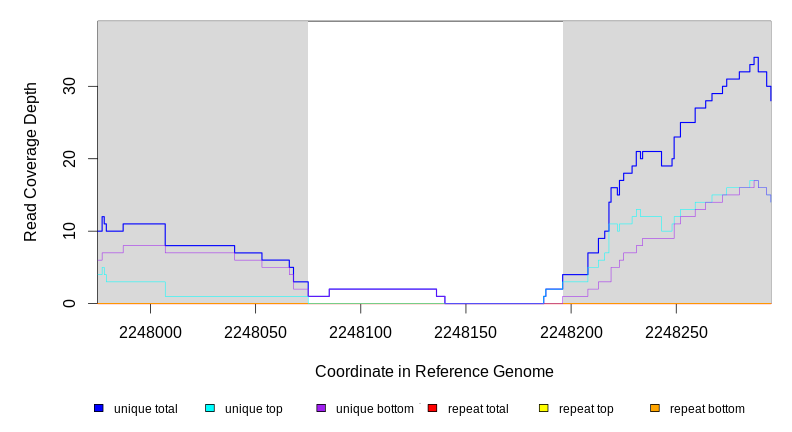 Read Coverage Depth
30
20
10
0
2248000 2248050 2248100 2248150 2248200 2248250
Coordinate in Reference Genome
unique total unique top unique bottom repeat total repeat top repeat bottom